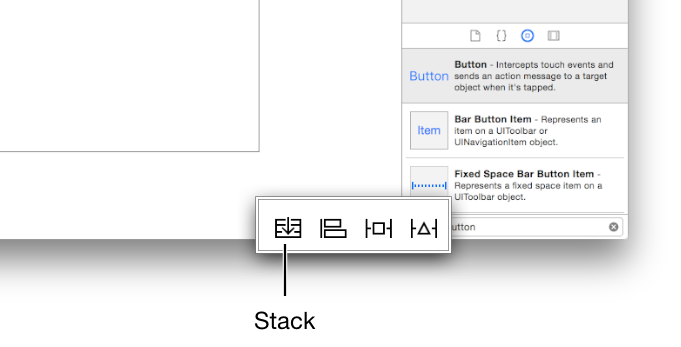 Button - Intercepts touch events and
Button sends an action message to a target
object when it's tapped.
Bar Button Item - Represents an
Item item on a UIToolbar or
UINavigationItem object.
Fixed Space Bar Button Item -
Represents a fixed space item on a
UIToolbar object.
utton
Stack